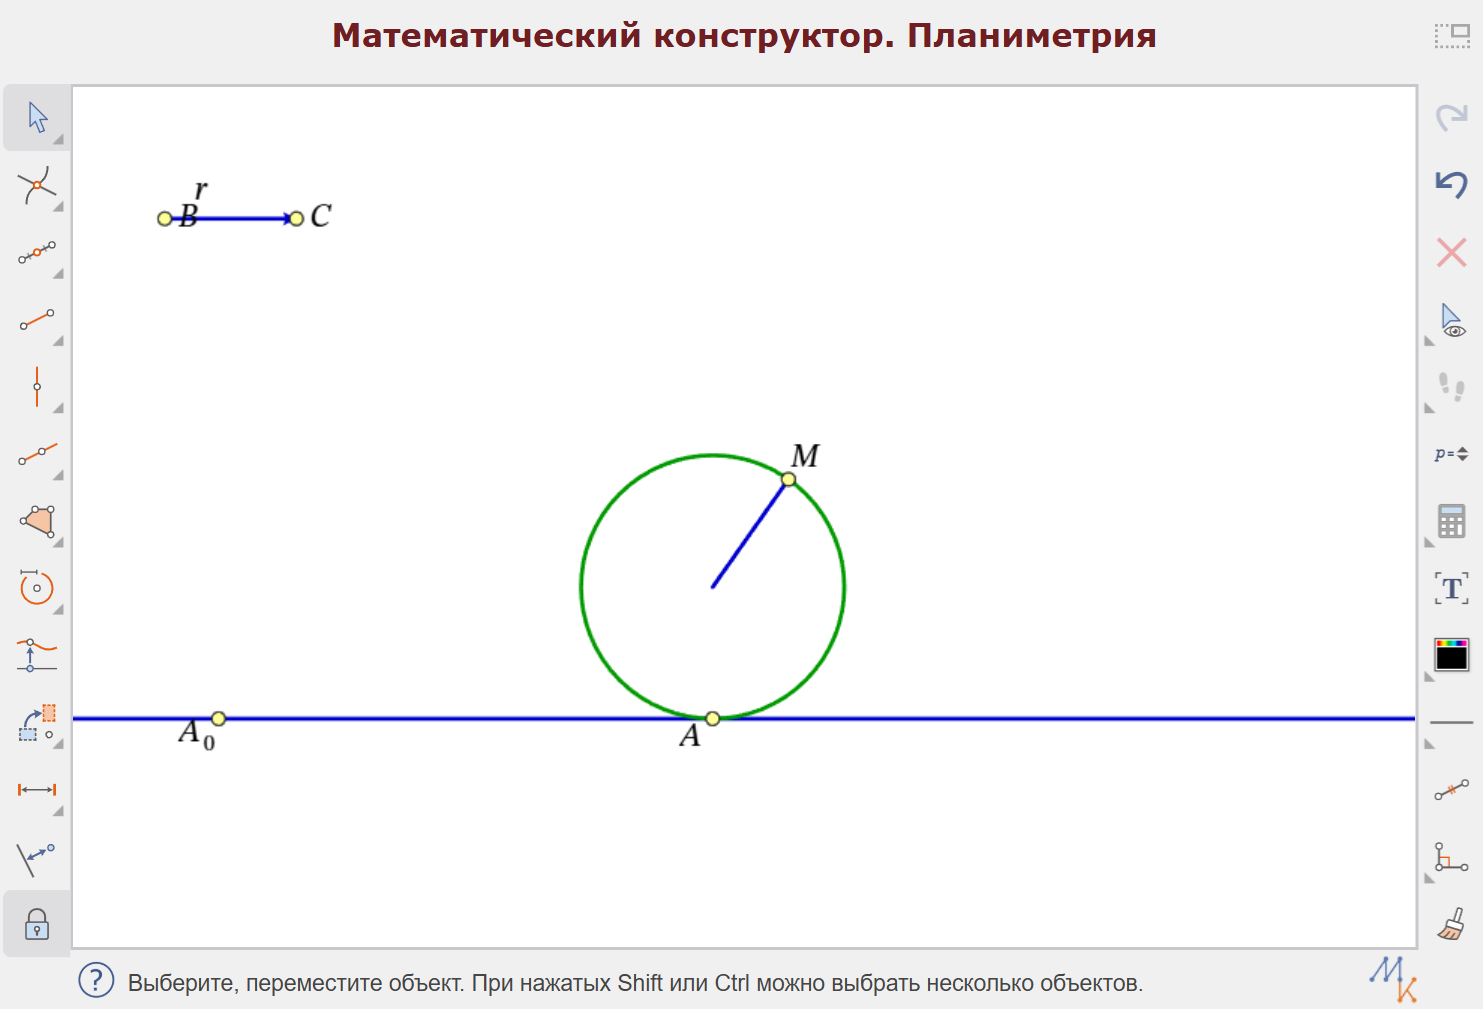 Математический конструктор. Планиметрия
r
B C
M
A0
A
p=
T
? Выберите, переместите объект. При нажатых Shift или Ctrl можно выбрать несколько объектов.
МК